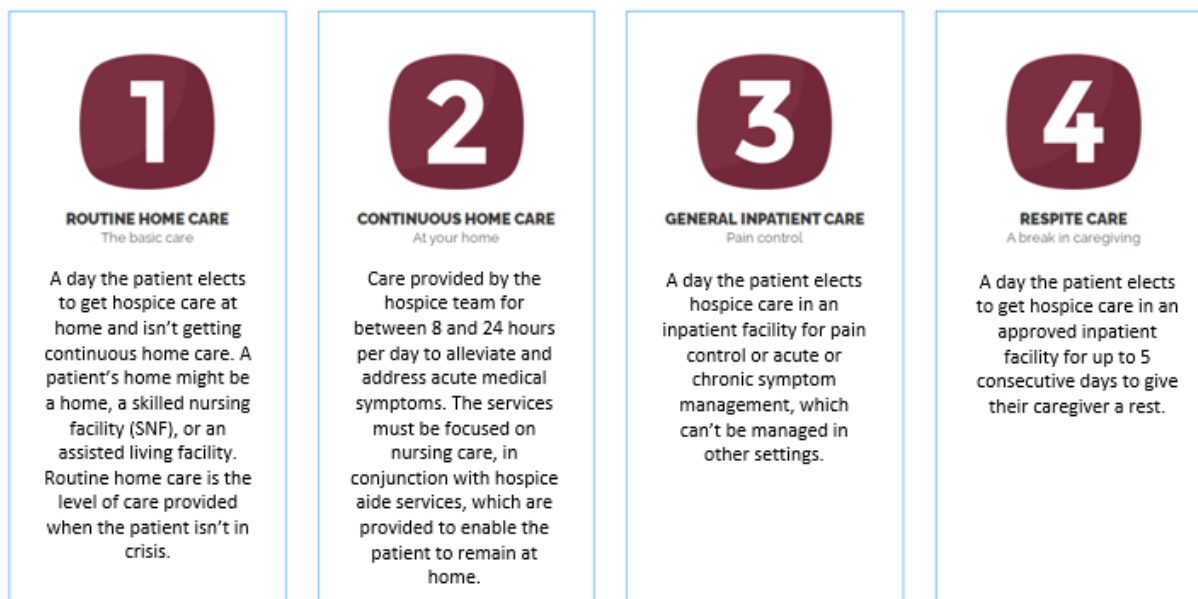 1
ROUTINE HOME CARE
The basic care
A day the patient elects
to get hospice care at
home and isn't getting
continuous home care. A
patient's home might be
a home, a skilled nursing
facility (SNF), or an
assisted living facility.
Routine home care is the
level of care provided
when the patient isn't in
crisis.
2
CONTINUOUS HOME CARE
At your home
Care provided by the
hospice team for
between 8 and 24 hours
per day to alleviate and
address acute medical
symptoms. The services
must be focused on
nursing care, in
conjunction with hospice
aide services, which are
provided to enable the
patient to remain at
home.
3
GENERAL INPATIENT CARE
Pain control
A day the patient elects
hospice care in an
inpatient facility for pain
control or acute or
chronic symptom
management, which
can't be managed in
other settings.
4
RESPITE CARE
A break in caregiving
A day the patient elects
to get hospice care in an
approved inpatient
facility for up to 5
consecutive days to give
their caregiver a rest.